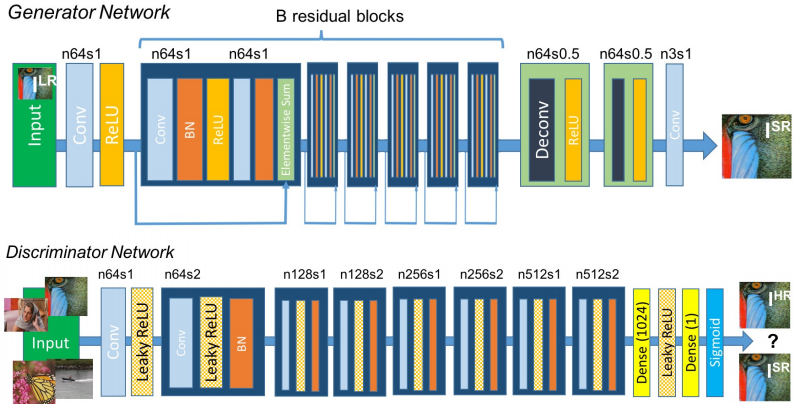 Generator Network
B residual blocks
n64s1 n64s1 n64s1 n64s0.5 n64s0.5 n3s1
I^LR
Input
Conv
ReLU
Conv
BN
ReLU
Elementwise Sum
Deconv
ReLU
Conv
I^SR
Discriminator Network
n64s1 n64s2 n128s1 n128s2 n256s1 n256s2 n512s1 n512s2
Input
Conv
Leaky ReLU
Conv
Leaky ReLU
BN
Dense (1024)
Leaky ReLU
Dense (1)
Sigmoid
I^HR
?
I^SR